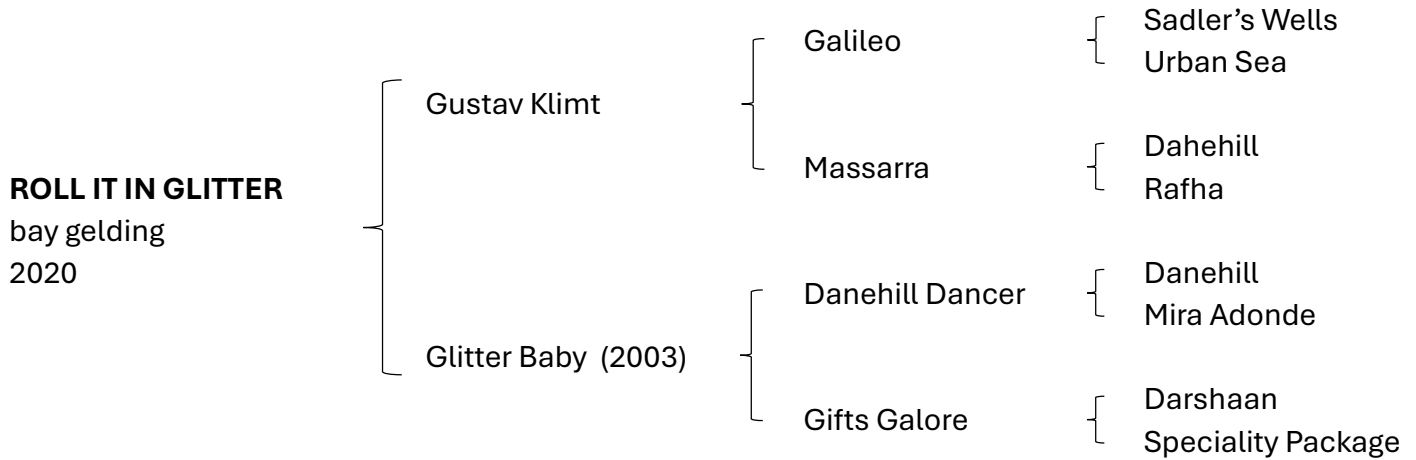 Sadler’s Wells
Galileo
Urban Sea
Gustav Klimt
Dahehill
Massarra
Rafha
ROLL IT IN GLITTER
bay gelding
2020
Danehill
Danehill Dancer
Mira Adonde
Glitter Baby (2003)
Darshaan
Gifts Galore
Speciality Package